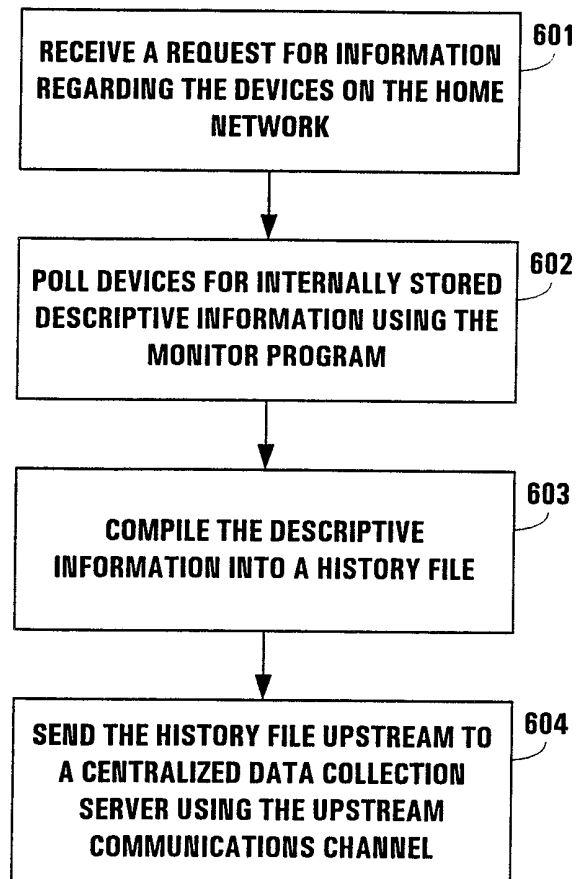 RECEIVE A REQUEST FOR INFORMATION
REGARDING THE DEVICES ON THE HOME
NETWORK
601
POLL DEVICES FOR INTERNALLY STORED
DESCRIPTIVE INFORMATION USING THE
MONITOR PROGRAM
602
COMPILE THE DESCRIPTIVE
INFORMATION INTO A HISTORY FILE
603
SEND THE HISTORY FILE UPSTREAM TO
A CENTRALIZED DATA COLLECTION
SERVER USING THE UPSTREAM
COMMUNICATIONS CHANNEL
604